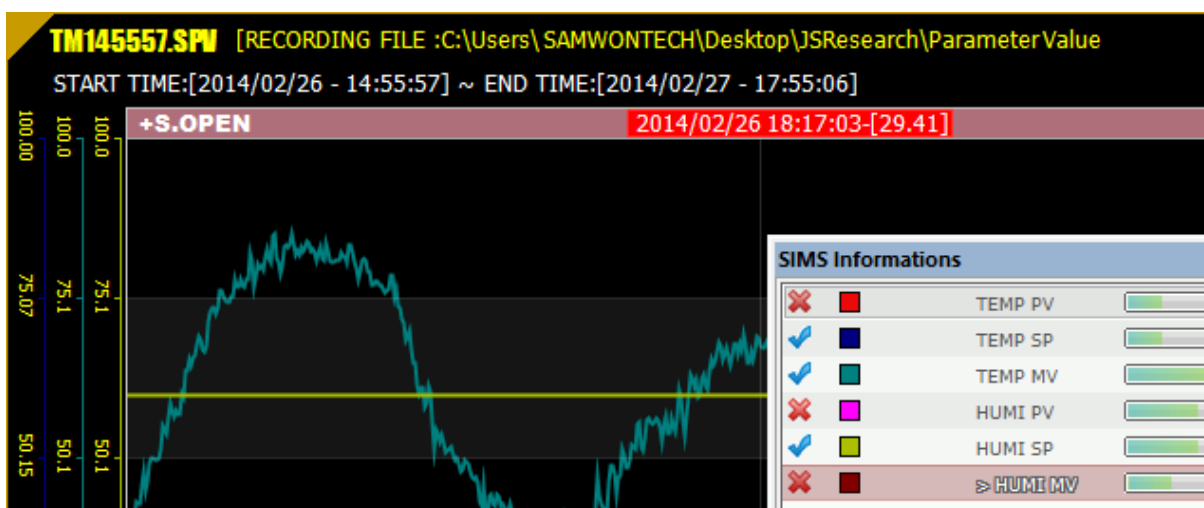 TM145557.SPV [RECORDING FILE :C:\Users\SAMWONTECH\Desktop\JSResearch\ParameterValue
START TIME:[2014/02/26 - 14:55:57] ~ END TIME:[2014/02/27 - 17:55:06]
+S.OPEN 2014/02/26 18:17:03-[29.41]
100.00 100.0 100.0
75.07 75.1 75.1
50.15 50.1 50.1
SIMS Informations
TEMP PV
TEMP SP
TEMP MV
HUMI PV
HUMI SP
> HUMI MV